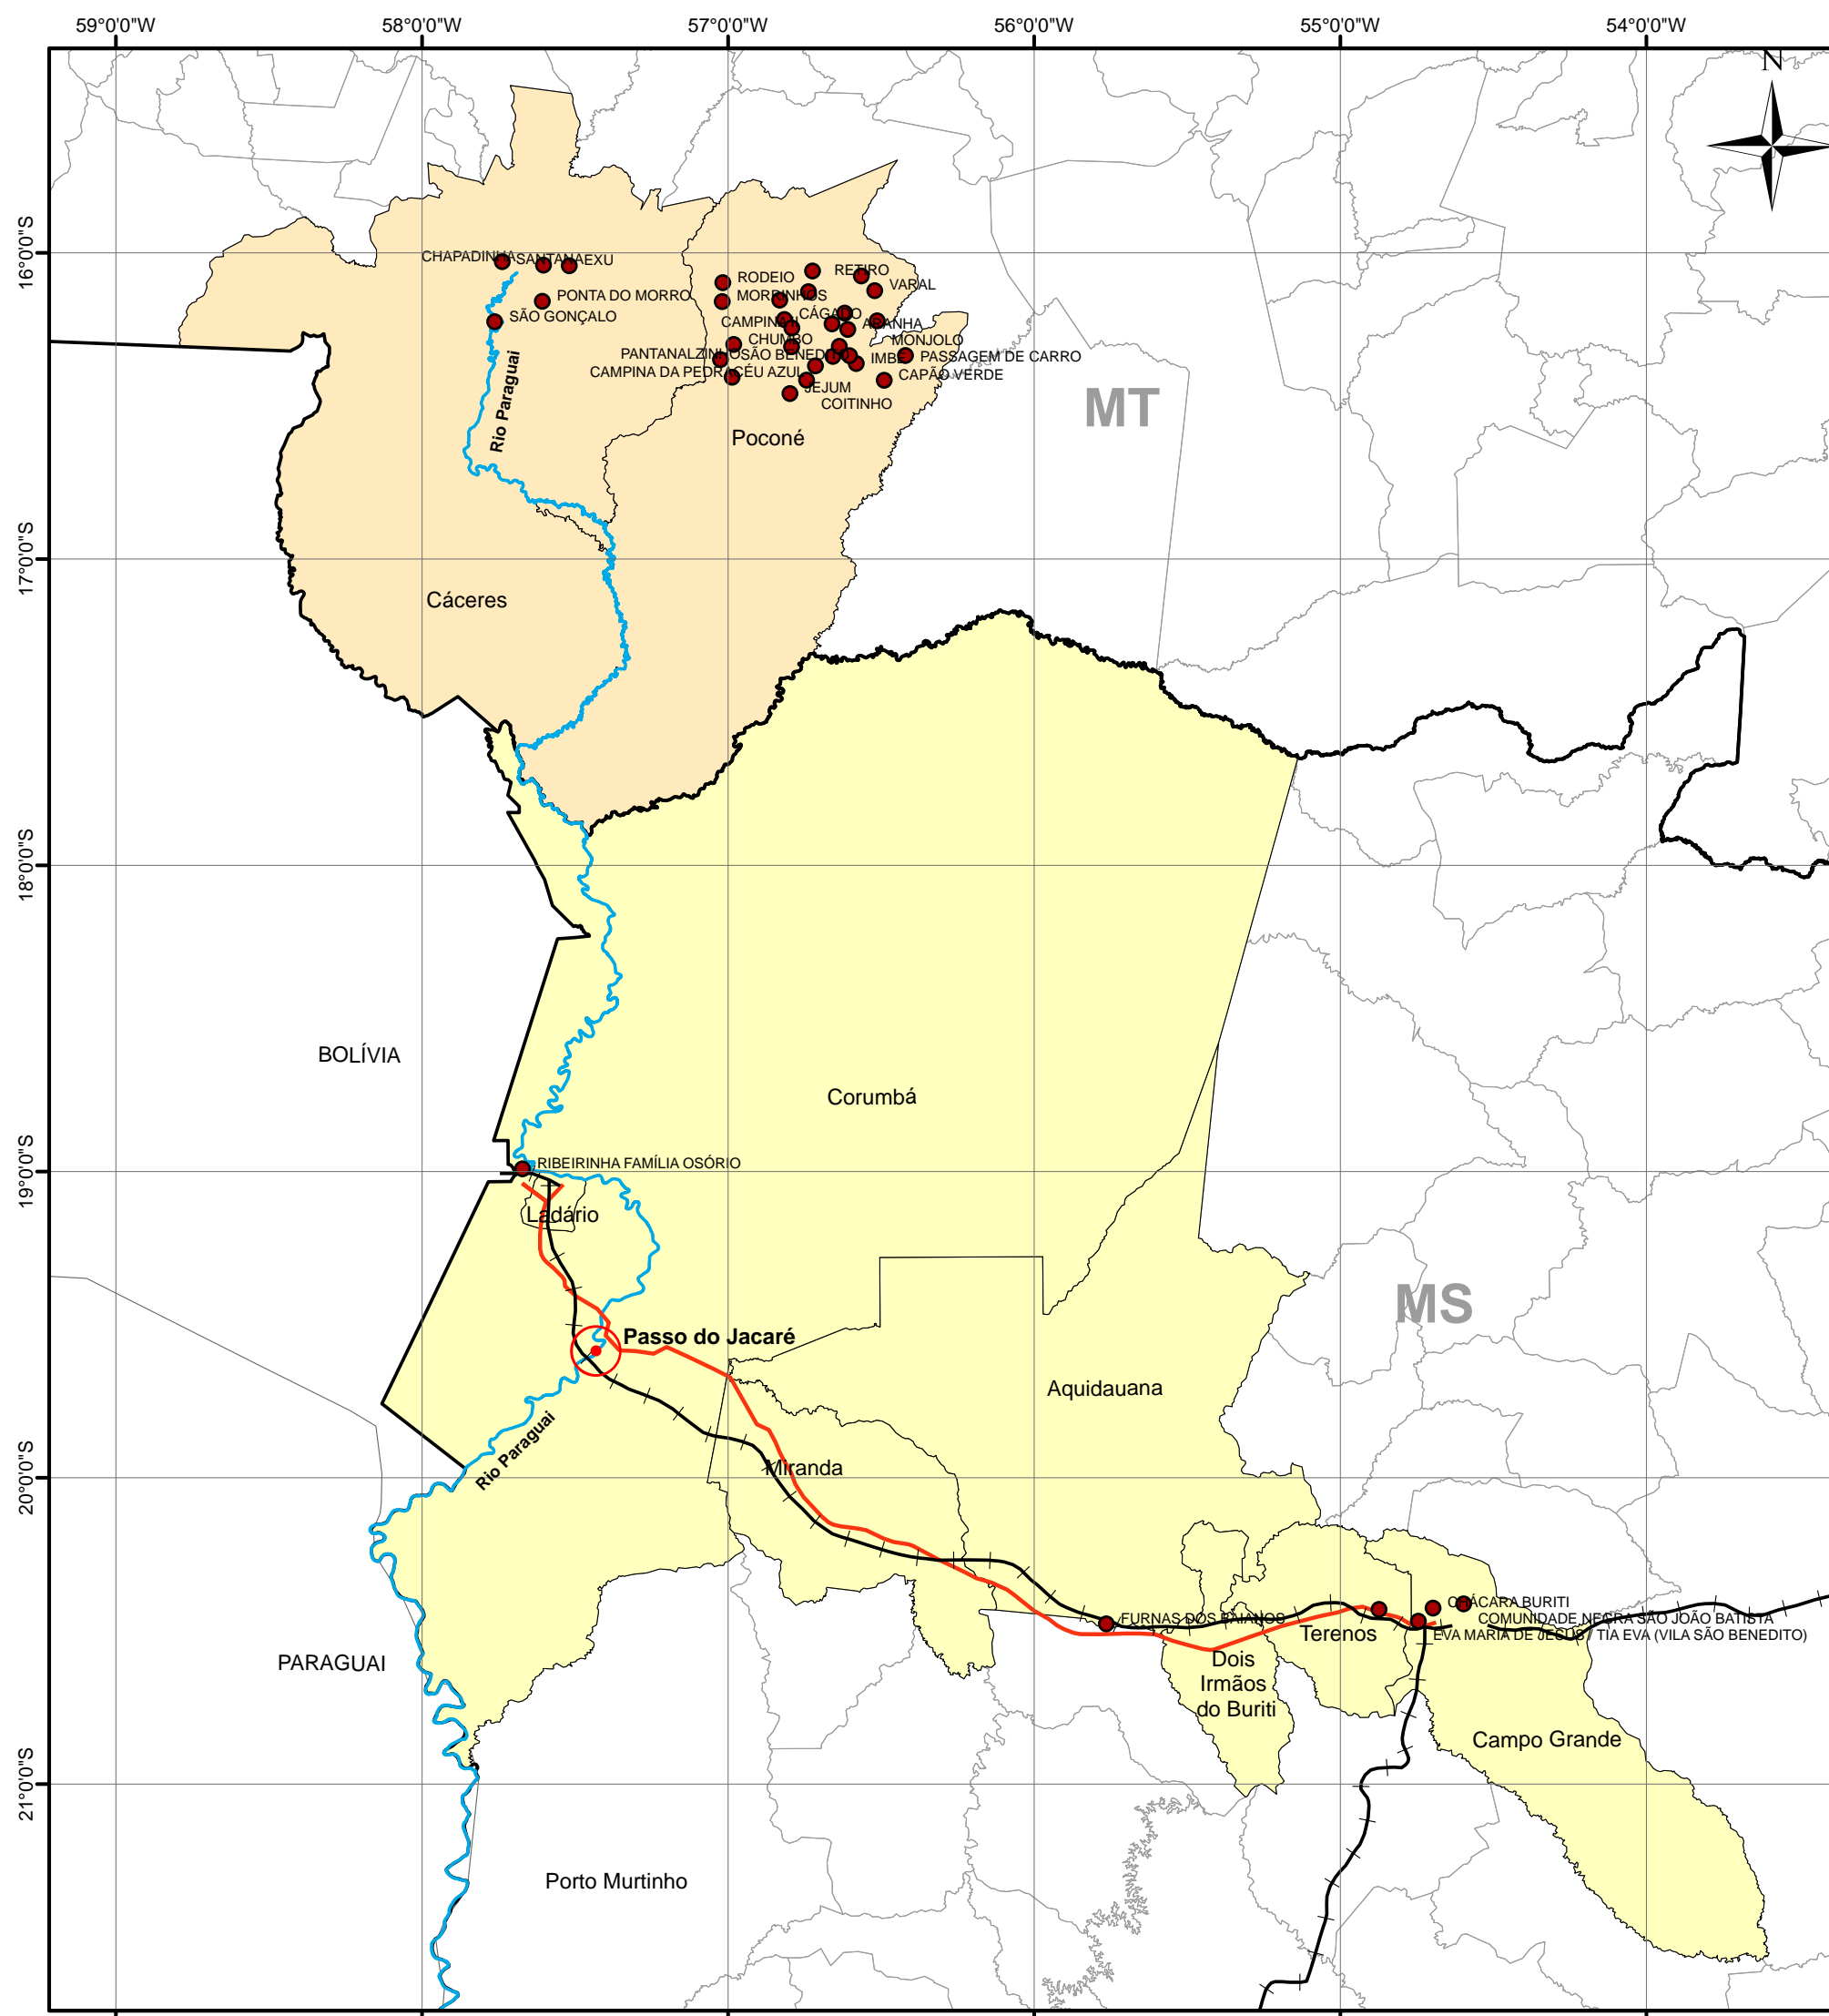 59°0'0"W
58°0'0"W
57°0'0"W
56°0'0"W
55°0'0"W
54°0'0"W
N
16°0'0"S
17°0'0"S
18°0'0"S
19°0'0"S
20°0'0"S
21°0'0"S
CHAPADINHA
SANTANA
EXU
PONTA DO MORRO
SÃO GONÇALO
RODEIO
RETIRO
VARAL
MORRINHOS
CÁGADO
CAMPINA II
ARANHA
CHUMBO
MONJOLO
PANTANALZINHO
SÃO BENEDITO
IMBÉ
PASSAGEM DE CARRO
CAMPINA DA PEDRA
CÉU AZUL
CAPÃO VERDE
JEJUM
COITINHO
Rio Paraguai
Poconé
MT
Cáceres
BOLÍVIA
Corumbá
RIBEIRINHA FAMÍLIA OSÓRIO
Ladário
MS
Passo do Jacaré
Aquidauana
Rio Paraguai
Miranda
CHÁCARA BURITI
FURNAS DOS BAIANOS
COMUNIDADE NEGRA SÃO JOÃO BATISTA
Terenos
EVA MARIA DE JESUS / TIA EVA (VILA SÃO BENEDITO)
PARAGUAI
Dois
Irmãos
do Buriti
Campo Grande
Porto Murtinho